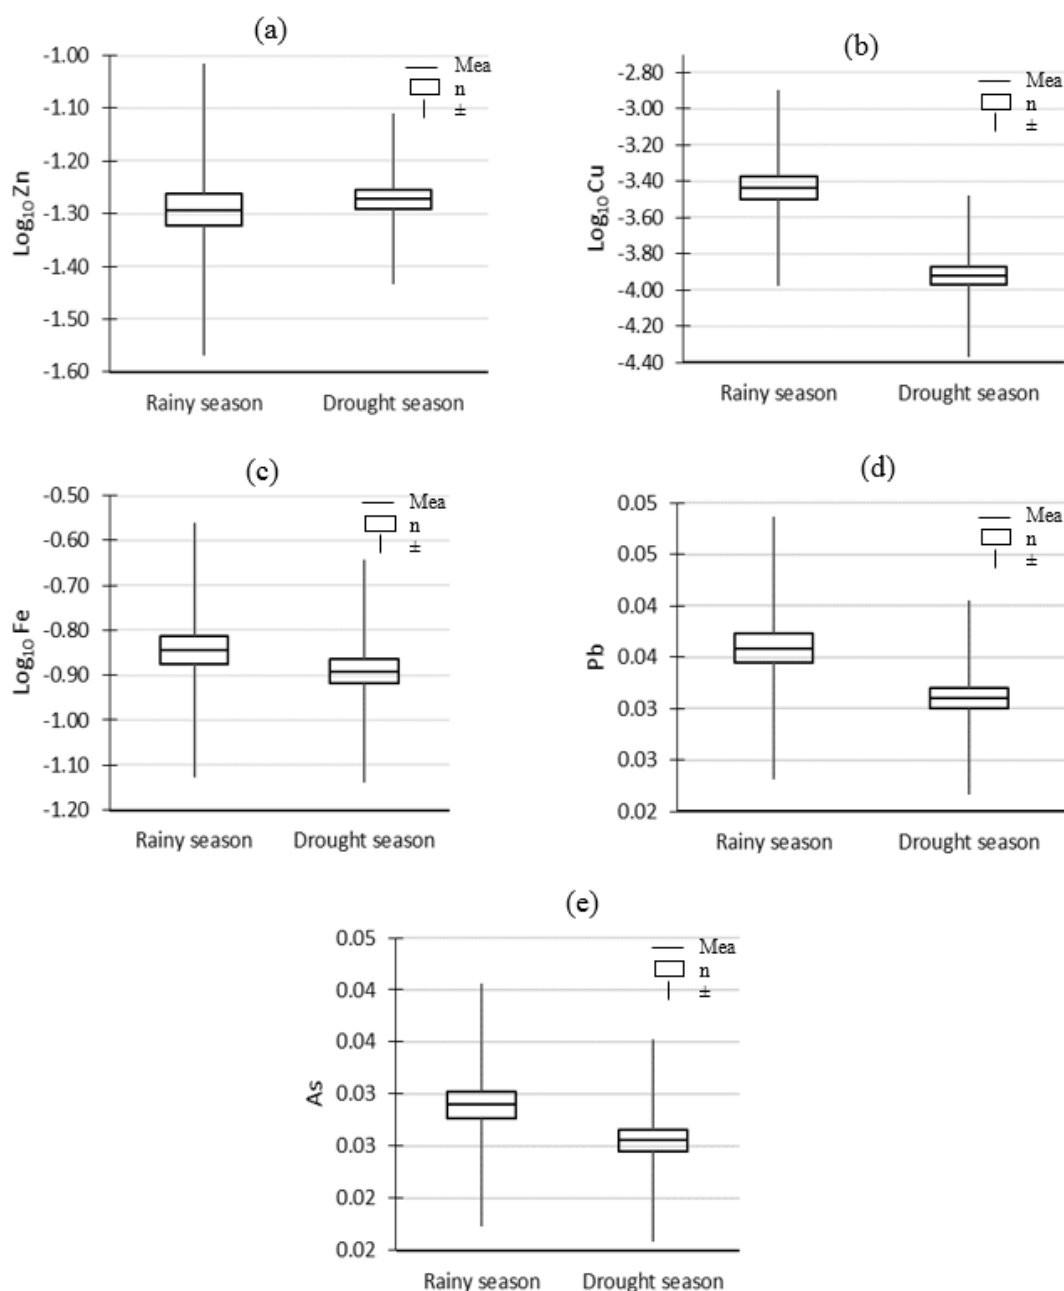 (a)
-1.00
-1.10
-1.20
-1.30
-1.40
-1.50
-1.60
Log₁₀ Zn
Mea
n
±
Rainy season
Drought season
(b)
-2.80
-3.00
-3.20
-3.40
-3.60
-3.80
-4.00
-4.20
-4.40
Log₁₀ Cu
Mea
n
±
Rainy season
Drought season
(c)
-0.50
-0.60
-0.70
-0.80
-0.90
-1.00
-1.10
-1.20
Log₁₀ Fe
Mea
n
±
Rainy season
Drought season
(d)
0.05
0.05
0.04
0.04
0.03
0.03
0.02
Pb
Mea
n
±
Rainy season
Drought season
(e)
0.05
0.04
0.04
0.03
0.03
0.02
0.02
As
Mea
n
±
Rainy season
Drought season